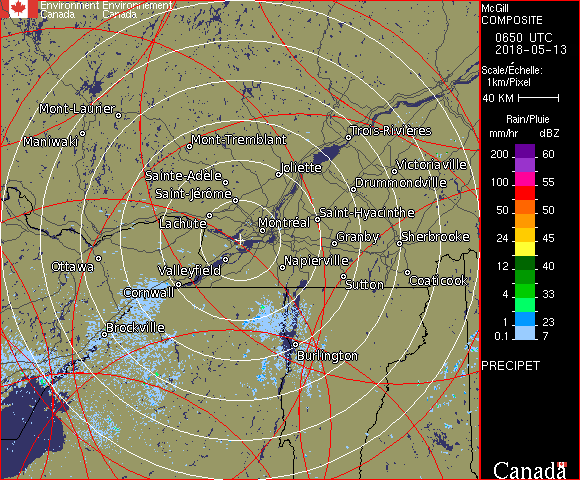 Environment Environnement
Canada Canada
McGill
COMPOSITE
0650 UTC
2018-05-13
Scale/Échelle:
1km/Pixel
40 KM
Rain/Pluie
mm/hr dBZ
200 60
100 55
50 50
24 45
12 40
4 33
1 23
0.1 7
PRECIPET
Canada
Mont-Laurier
Maniwaki
Mont-Tremblant
Trois-Rivières
Joliette
Victoriaville
Sainte-Adèle
Drummondville
Saint-Jérôme
Lachute
Saint-Hyacinthe
Montréal
Granby
Sherbrooke
Ottawa
Valleyfield
Napierville
Cornwall
Sutton
Coaticook
Brockville
Burlington